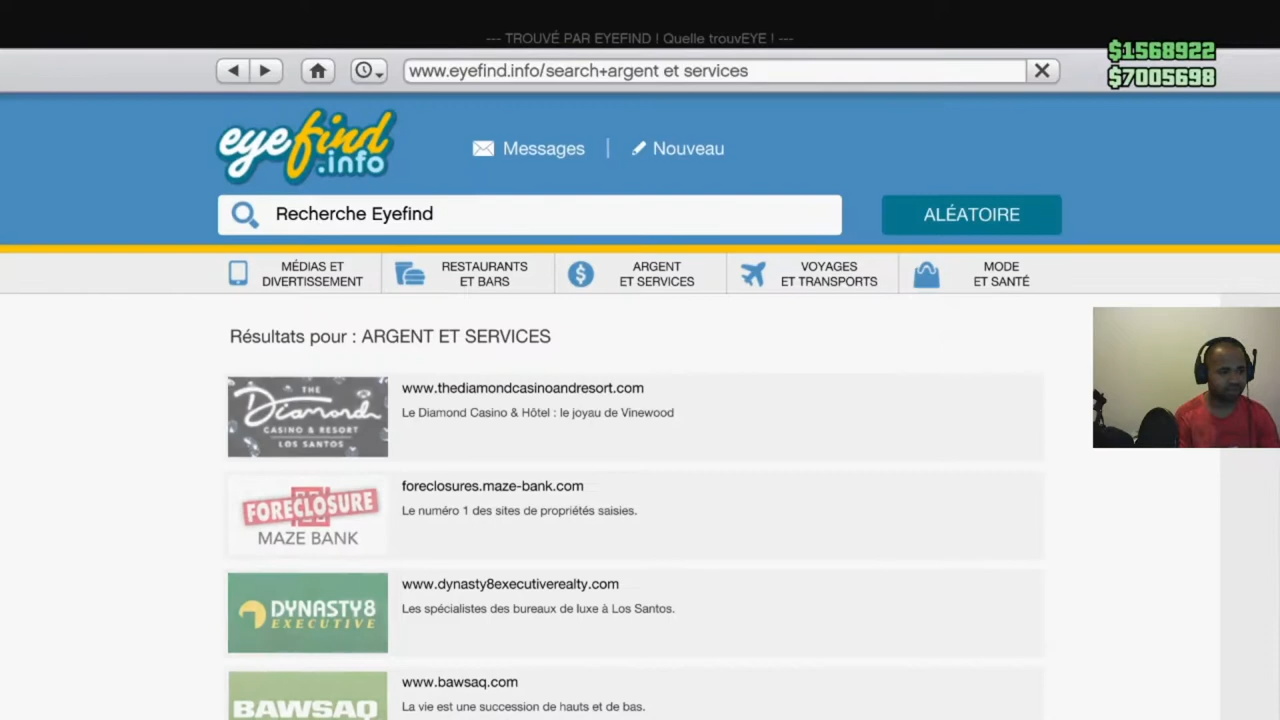 --- TROUVÉ PAR EYEFIND ! Quelle trouvEYE ! ---
www.eyefind.info/search+argent et services
$1568922
$7005698
eyefind
.info
Messages
Nouveau
Recherche Eyefind
ALÉATOIRE
MÉDIAS ET
DIVERTISSEMENT
RESTAURANTS
ET BARS
ARGENT
ET SERVICES
VOYAGES
ET TRANSPORTS
MODE
ET SANTÉ
Résultats pour : ARGENT ET SERVICES
THE
Diamond
CASINO & RESORT
LOS SANTOS
www.thediamondcasinoandresort.com
Le Diamond Casino & Hôtel : le joyau de Vinewood
FORECLOSURE
MAZE BANK
foreclosures.maze-bank.com
Le numéro 1 des sites de propriétés saisies.
DYNASTY8
EXECUTIVE
www.dynasty8executiverealty.com
Les spécialistes des bureaux de luxe à Los Santos.
BAWSAQ
www.bawsaq.com
La vie est une succession de hauts et de bas.